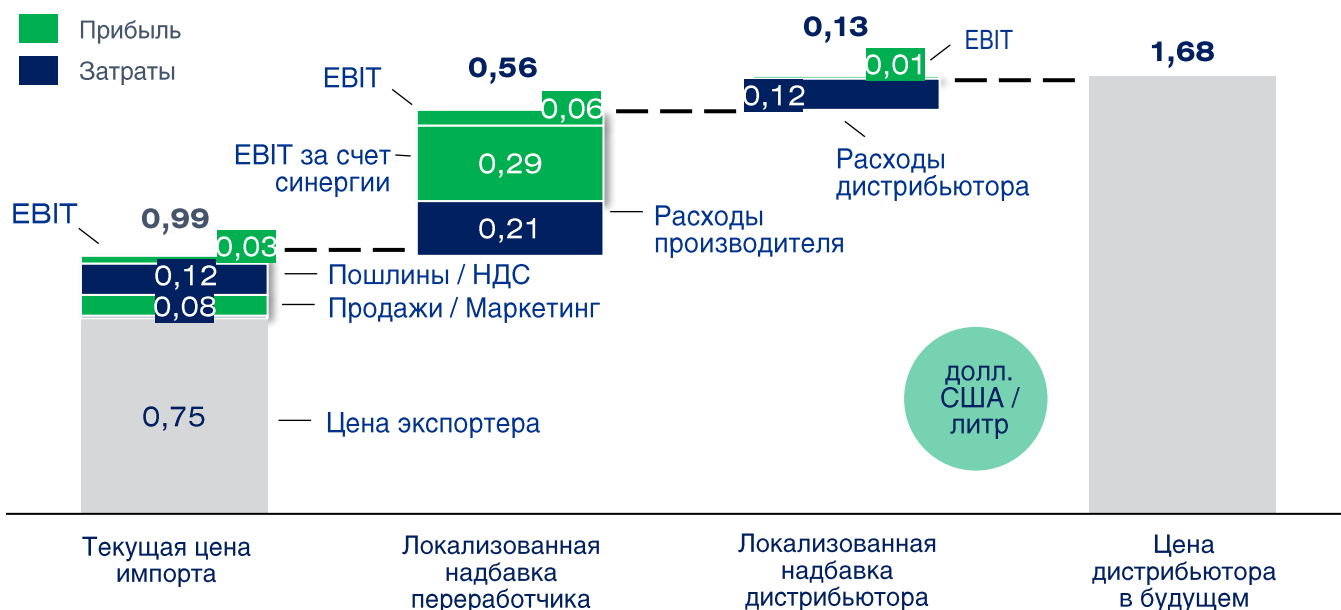 Прибыль
Затраты
EBIT
0,99
0,03
0,12
0,08
0,75
Пошлины / НДС
Продажи / Маркетинг
Цена экспортера
EBIT
0,56
0,06
EBIT за счет
синергии
0,29
0,21
Расходы
производителя
0,13
EBIT
0,01
0,12
Расходы
дистрибьютора
1,68
долл.
США /
литр
Текущая цена
импорта
Локализованная
надбавка
переработчика
Локализованная
надбавка
дистрибьютора
Цена
дистрибьютора
в будущем